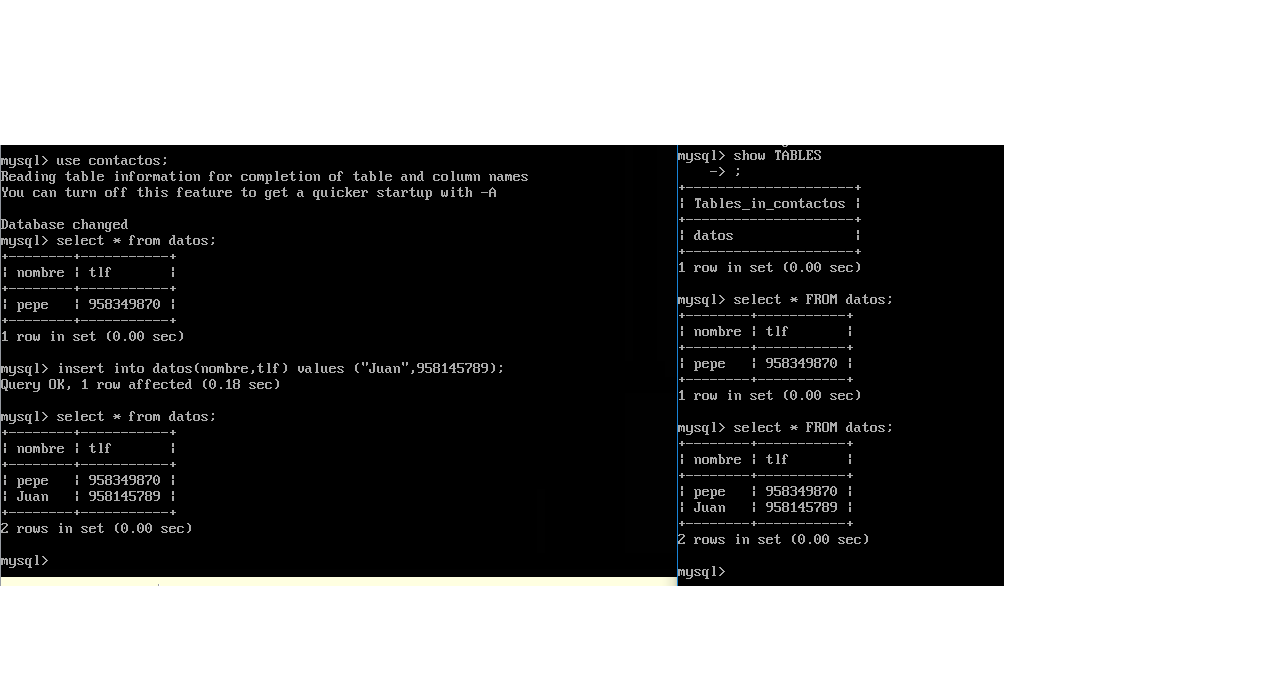 mysql> use contactos;
Reading table information for completion of table and column names
You can turn off this feature to get a quicker startup with -A
Database changed
mysql> select * from datos;
+--------+-----------+
| nombre | tlf       |
+--------+-----------+
| pepe   | 958349870 |
+--------+-----------+
1 row in set (0.00 sec)
mysql> insert into datos(nombre,tlf) values ("Juan",958145789);
Query OK, 1 row affected (0.18 sec)
mysql> select * from datos;
+--------+-----------+
| nombre | tlf       |
+--------+-----------+
| pepe   | 958349870 |
| Juan   | 958145789 |
+--------+-----------+
2 rows in set (0.00 sec)
mysql>
mysql> show TABLES
    -> ;
+---------------------+
| Tables_in_contactos |
+---------------------+
| datos               |
+---------------------+
1 row in set (0.00 sec)
mysql> select * FROM datos;
+--------+-----------+
| nombre | tlf       |
+--------+-----------+
| pepe   | 958349870 |
+--------+-----------+
1 row in set (0.00 sec)
mysql> select * FROM datos;
+--------+-----------+
| nombre | tlf       |
+--------+-----------+
| pepe   | 958349870 |
| Juan   | 958145789 |
+--------+-----------+
2 rows in set (0.00 sec)
mysql>